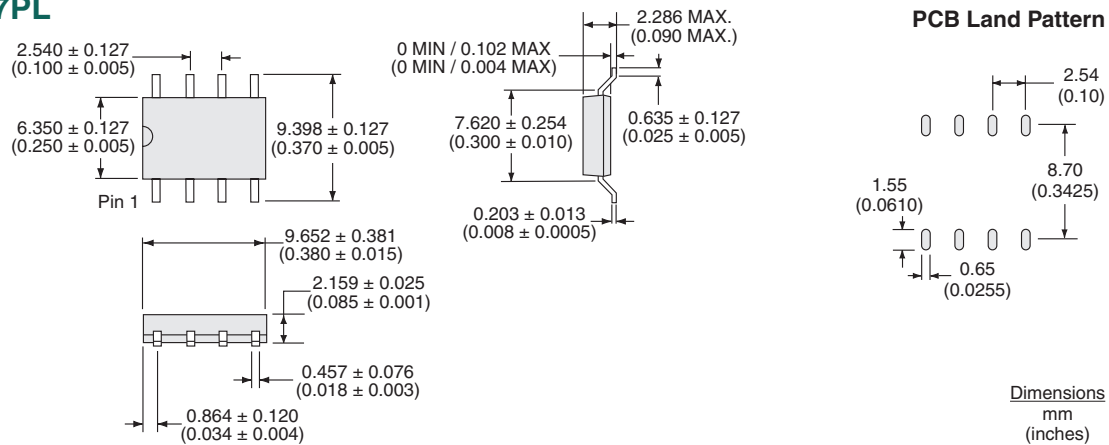 7PL
2.540 ± 0.127
(0.100 ± 0.005)
6.350 ± 0.127
(0.250 ± 0.005)
9.398 ± 0.127
(0.370 ± 0.005)
Pin 1
0 MIN / 0.102 MAX
(0 MIN / 0.004 MAX)
2.286 MAX.
(0.090 MAX.)
7.620 ± 0.254
(0.300 ± 0.010)
0.635 ± 0.127
(0.025 ± 0.005)
0.203 ± 0.013
(0.008 ± 0.0005)
9.652 ± 0.381
(0.380 ± 0.015)
2.159 ± 0.025
(0.085 ± 0.001)
0.457 ± 0.076
(0.018 ± 0.003)
0.864 ± 0.120
(0.034 ± 0.004)
PCB Land Pattern
2.54
(0.10)
8.70
(0.3425)
1.55
(0.0610)
0.65
(0.0255)
Dimensions
mm
(inches)